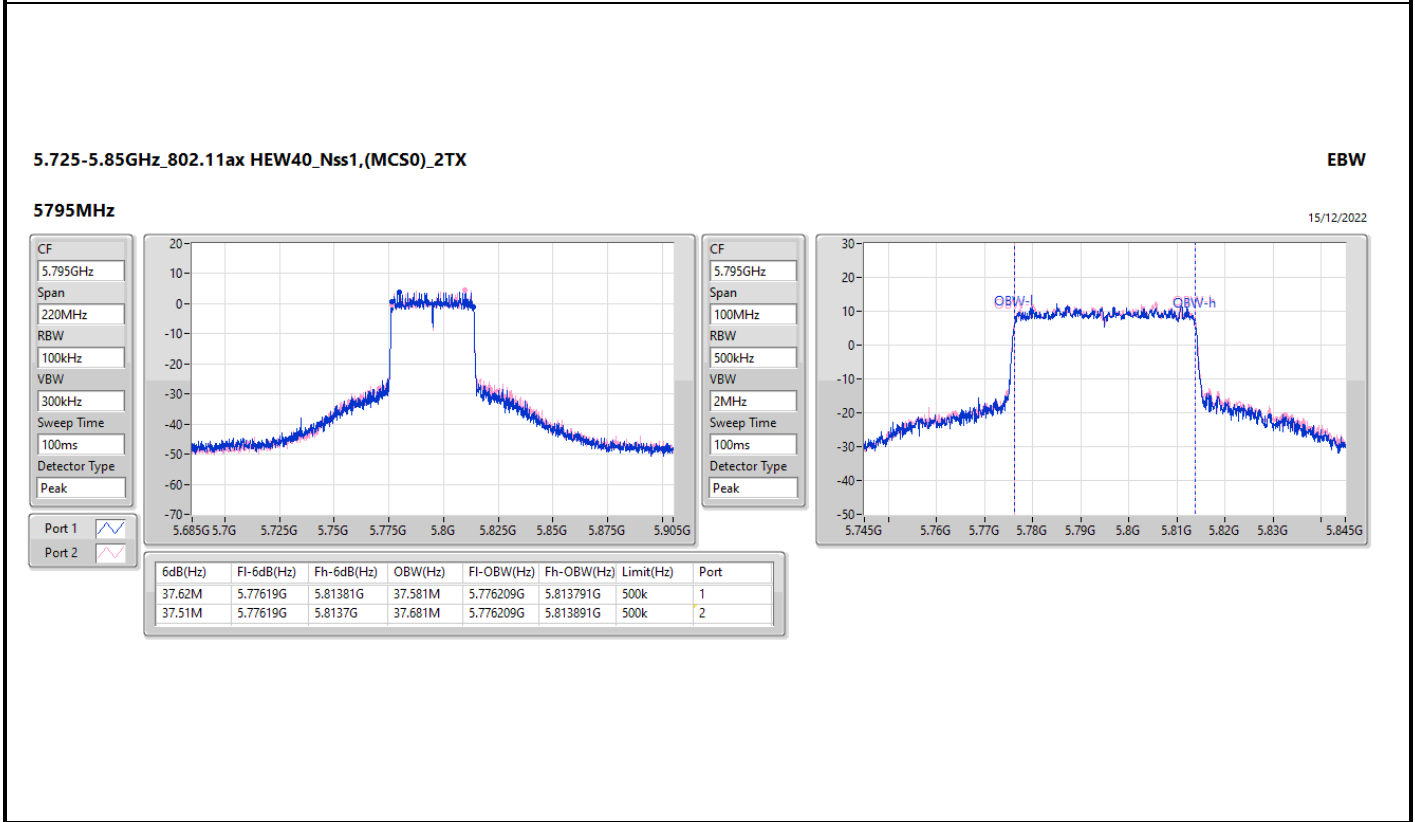 5.725-5.85GHz_802.11ax HEW40_Nss1,(MCS0)_2TX
EBW
5795MHz
15/12/2022
CF
5.795GHz
Span
220MHz
RBW
100kHz
VBW
300kHz
Sweep Time
100ms
Detector Type
Peak
Port 1
Port 2
20
10
0
-10
-20
-30
-40
-50
-60
-70
5.685G 5.7G 5.725G 5.75G 5.775G 5.8G 5.825G 5.85G 5.875G 5.905G
CF
5.795GHz
Span
100MHz
RBW
500kHz
VBW
2MHz
Sweep Time
100ms
Detector Type
Peak
30
20
10
0
-10
-20
-30
-40
-50
OBW-l OBW-h
5.745G 5.76G 5.77G 5.78G 5.79G 5.8G 5.81G 5.82G 5.83G 5.845G
6dB(Hz) Fl-6dB(Hz) Fh-6dB(Hz) OBW(Hz) Fl-OBW(Hz) Fh-OBW(Hz) Limit(Hz) Port
37.62M 5.77619G 5.81381G 37.581M 5.776209G 5.813791G 500k 1
37.51M 5.77619G 5.8137G 37.681M 5.776209G 5.813891G 500k 2